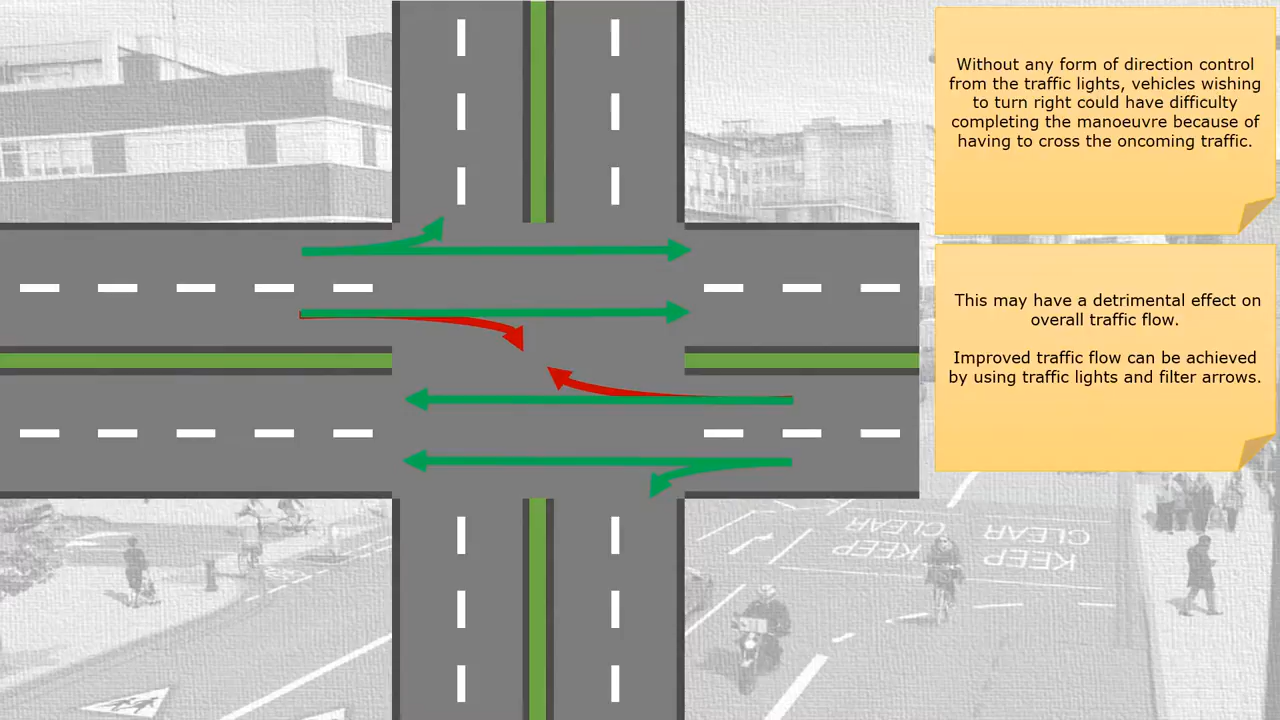 Without any form of direction control
from the traffic lights, vehicles wishing
to turn right could have difficulty
completing the manoeuvre because of
having to cross the oncoming traffic.
This may have a detrimental effect on
overall traffic flow.
Improved traffic flow can be achieved
by using traffic lights and filter arrows.
CLEAR CLEAR
KEEP KEEP